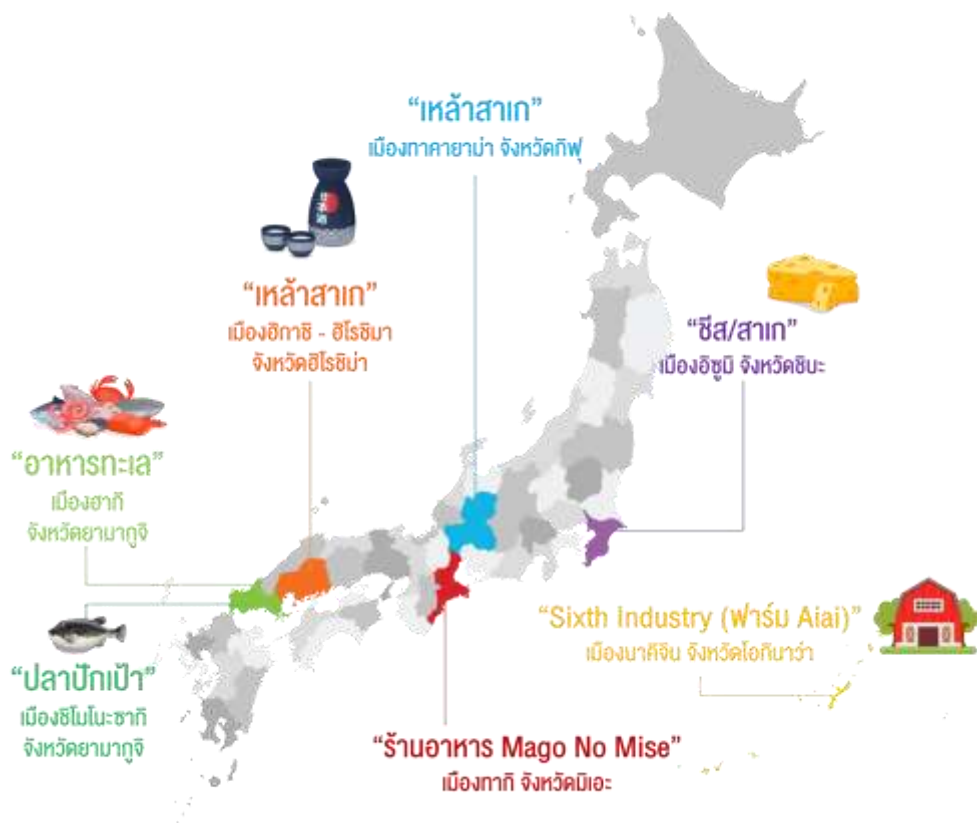 “เหล้าสาเก”
เมืองทาคายาม่า จังหวัดกิฟุ
“เหล้าสาเก”
เมืองฮิกาชิ - ฮิโรชิมา
จังหวัดฮิโรชิม่า
“ชีส/สาเก”
เมืองอิซูมิ จังหวัดชิบะ
“อาหารทะเล”
เมืองฮากิ
จังหวัดยามากูจิ
“ปลาปักเป้า”
เมืองชิโมโนะซากิ
จังหวัดยามากูจิ
“Sixth Industry (ฟาร์ม Aiai)”
เมืองนาคิจิน จังหวัดโอกินาว่า
“ร้านอาหาร Mago No Mise”
เมืองทากิ จังหวัดมิเอะ